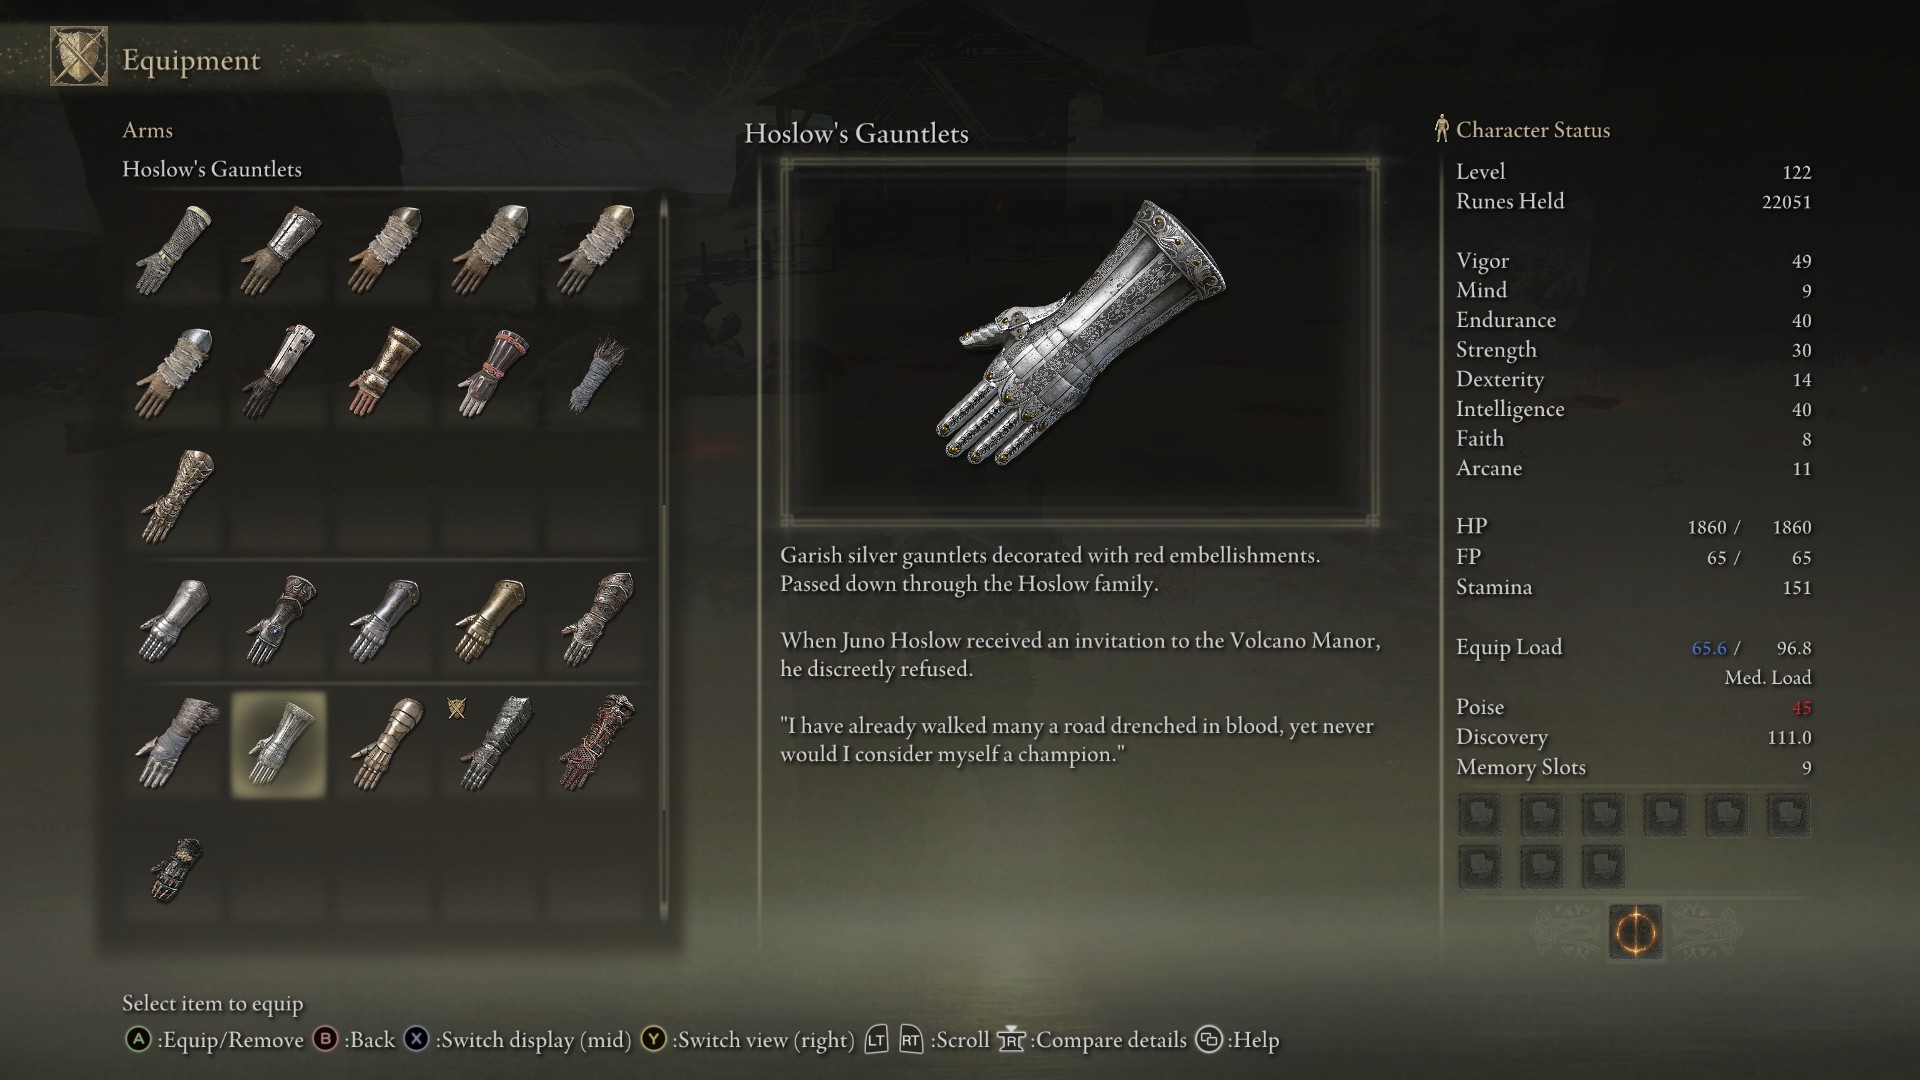 Equipment
Arms
Hoslow's Gauntlets
Hoslow's Gauntlets
Garish silver gauntlets decorated with red embellishments.
Passed down through the Hoslow family.
When Juno Hoslow received an invitation to the Volcano Manor,
he discreetly refused.
"I have already walked many a road drenched in blood, yet never
would I consider myself a champion."
Character Status
Level 122
Runes Held 22051
Vigor 49
Mind 9
Endurance 40
Strength 30
Dexterity 14
Intelligence 40
Faith 8
Arcane 11
HP 1860 / 1860
FP 65 / 65
Stamina 151
Equip Load 65.6 / 96.8
Med. Load
Poise 45
Discovery 111.0
Memory Slots 9
Select item to equip
A :Equip/Remove B :Back X :Switch display (mid) Y :Switch view (right) LT RT :Scroll R :Compare details :Help